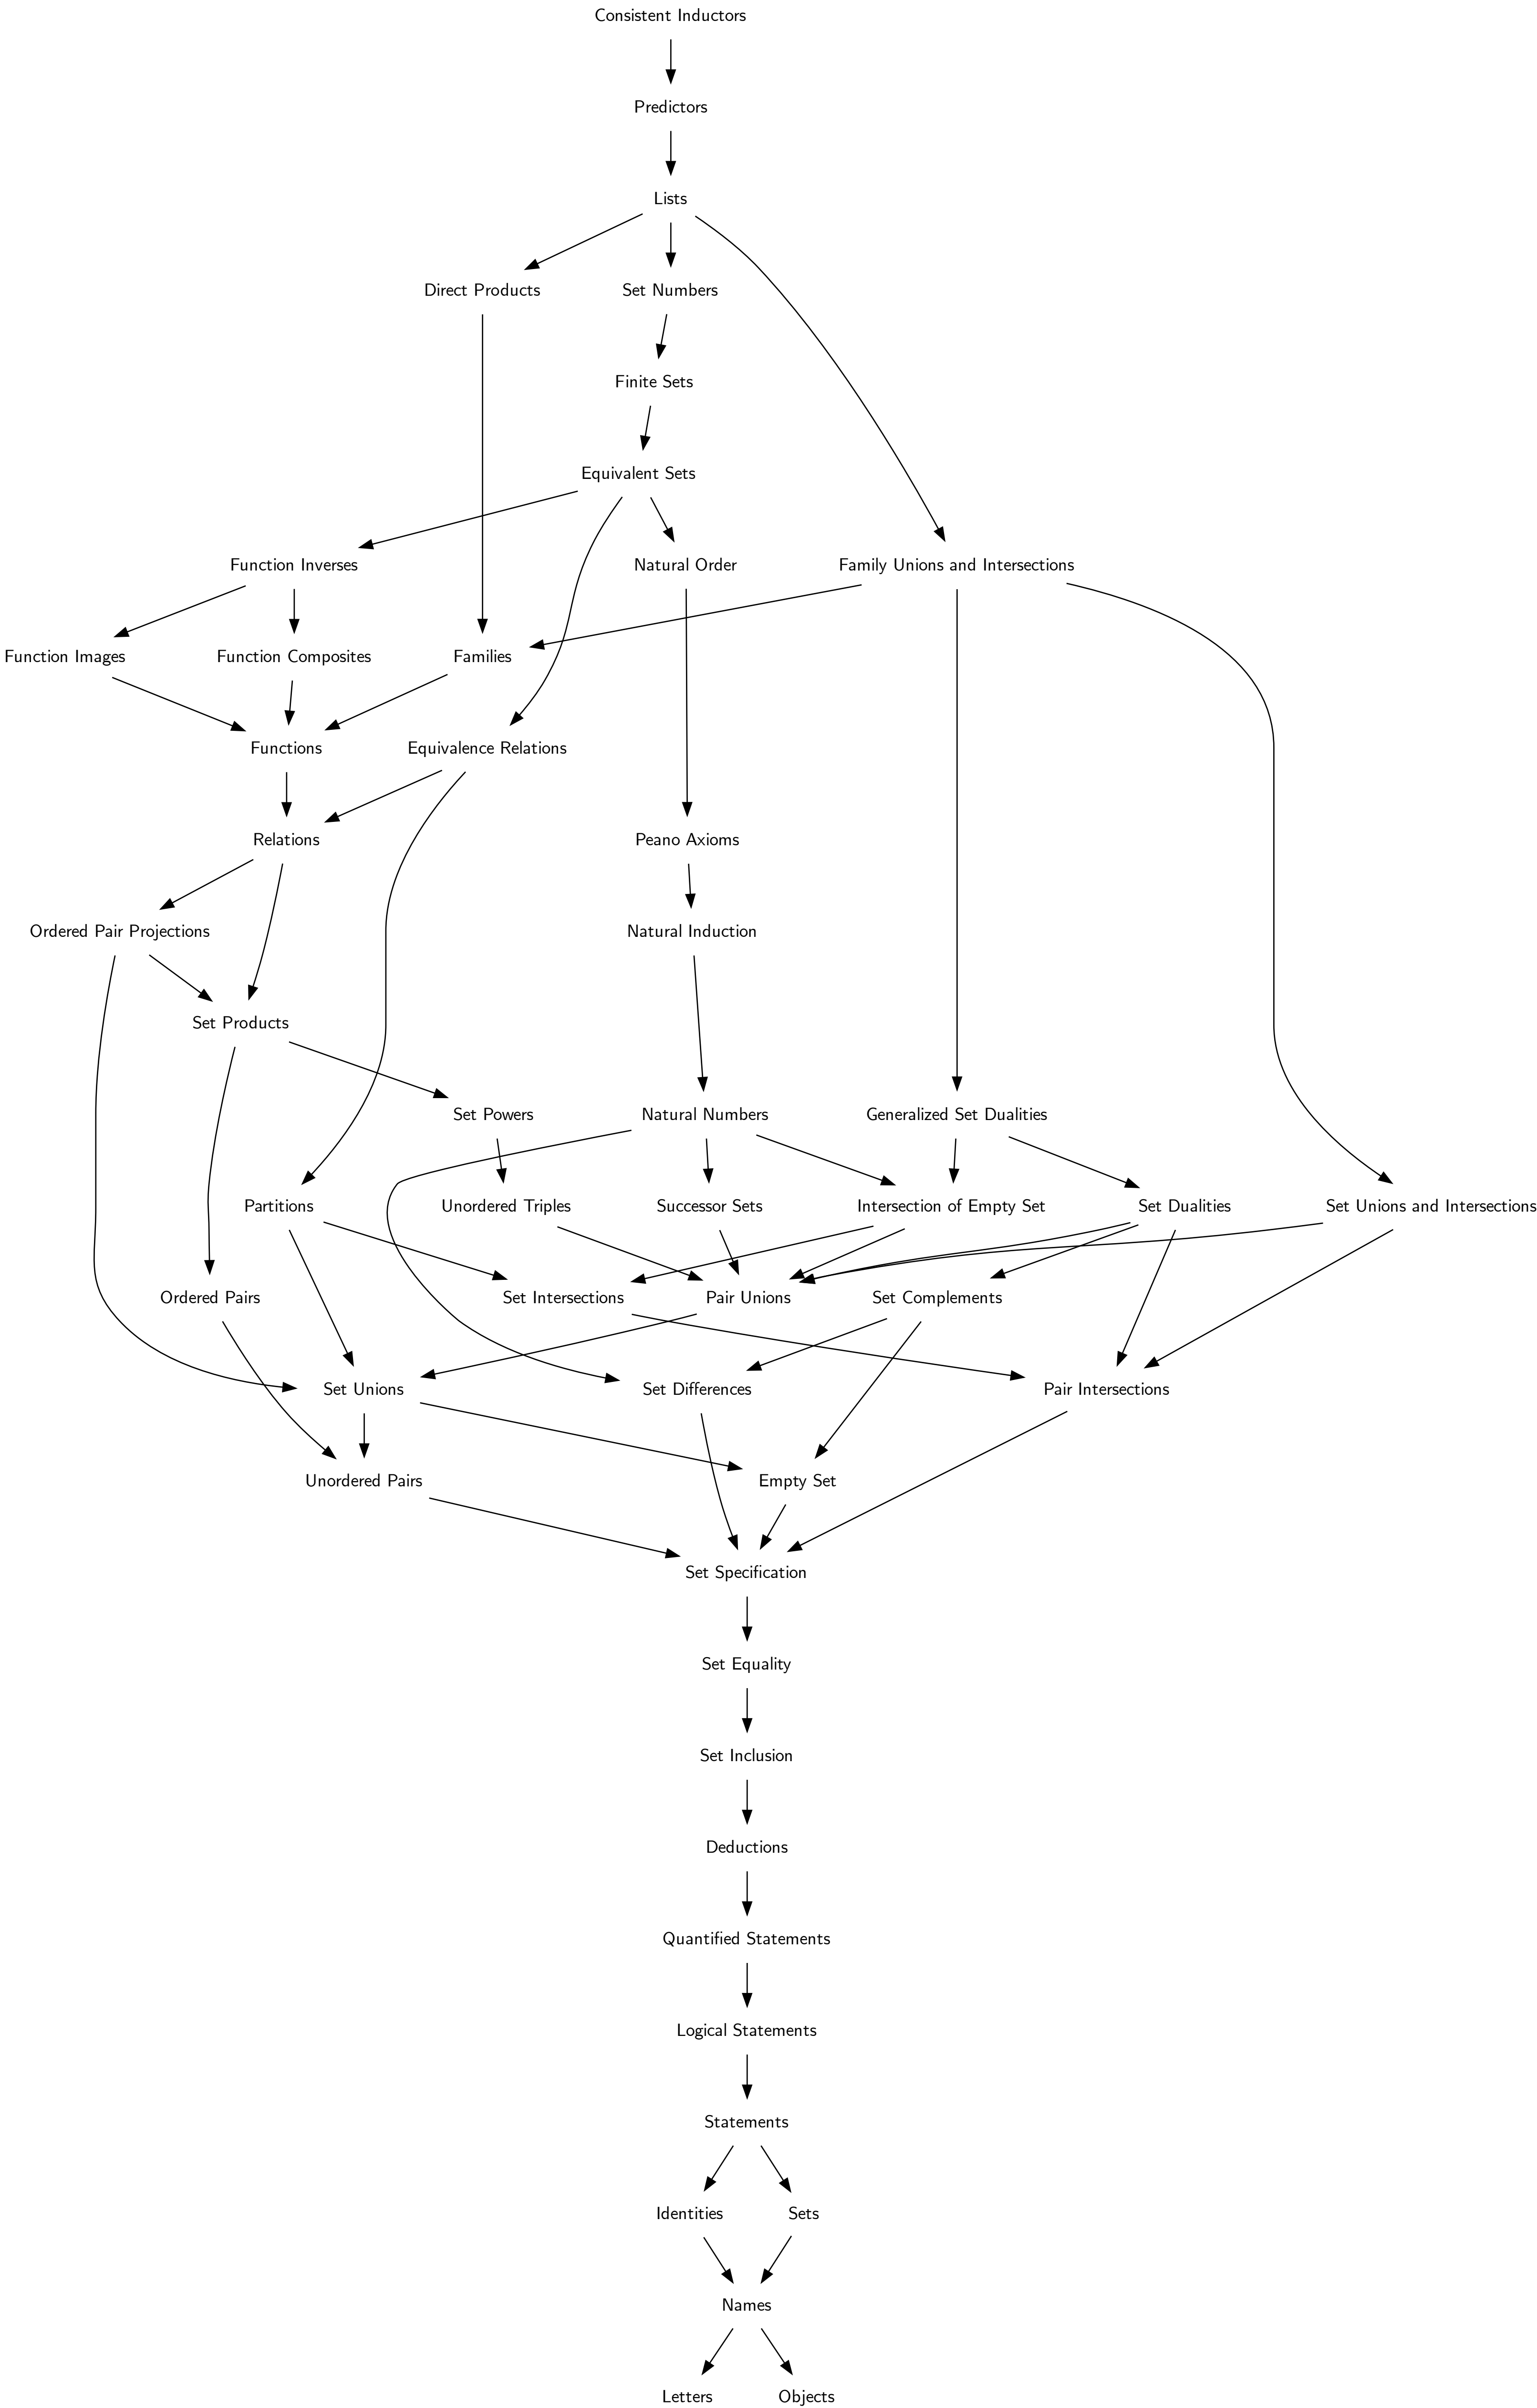 Consistent Inductors
Predictors
Lists
Direct Products
Set Numbers
Finite Sets
Equivalent Sets
Function Inverses
Natural Order
Family Unions and Intersections
Function Images
Function Composites
Families
Functions
Equivalence Relations
Relations
Peano Axioms
Ordered Pair Projections
Natural Induction
Set Products
Set Powers
Natural Numbers
Generalized Set Dualities
Partitions
Unordered Triples
Successor Sets
Intersection of Empty Set
Set Dualities
Set Unions and Intersections
Ordered Pairs
Set Intersections
Pair Unions
Set Complements
Set Unions
Set Differences
Pair Intersections
Unordered Pairs
Empty Set
Set Specification
Set Equality
Set Inclusion
Deductions
Quantified Statements
Logical Statements
Statements
Identities
Sets
Names
Letters
Objects